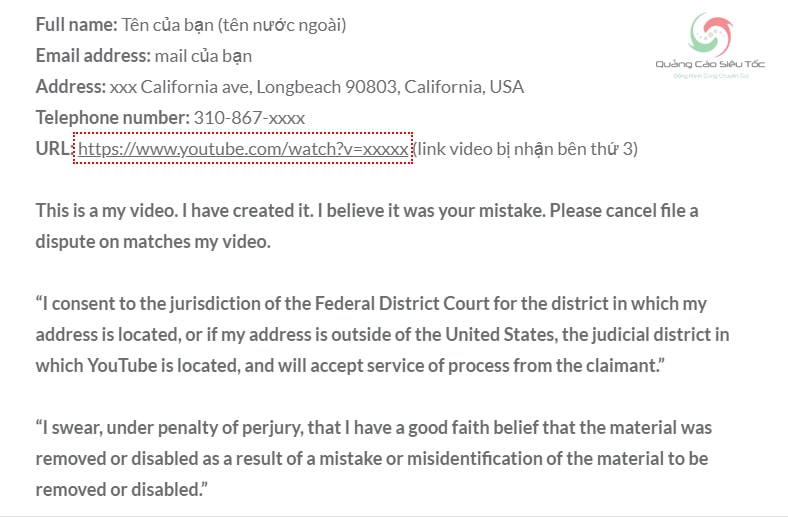 Full name: Tên của bạn (tên nước ngoài)
Email address: mail của bạn
Address: xxx California ave, Longbeach 90803, California, USA
Telephone number: 310-867-xxxx
URL: https://www.youtube.com/watch?v=xxxxx (link video bị nhận bên thứ 3)
Quảng Cáo Siêu Tốc
Đồng Hành Cùng Chuyên Gia
This is a my video. I have created it. I believe it was your mistake. Please cancel file a
dispute on matches my video.
“I consent to the jurisdiction of the Federal District Court for the district in which my
address is located, or if my address is outside of the United States, the judicial district in
which YouTube is located, and will accept service of process from the claimant.”
“I swear, under penalty of perjury, that I have a good faith belief that the material was
removed or disabled as a result of a mistake or misidentification of the material to be
removed or disabled.”